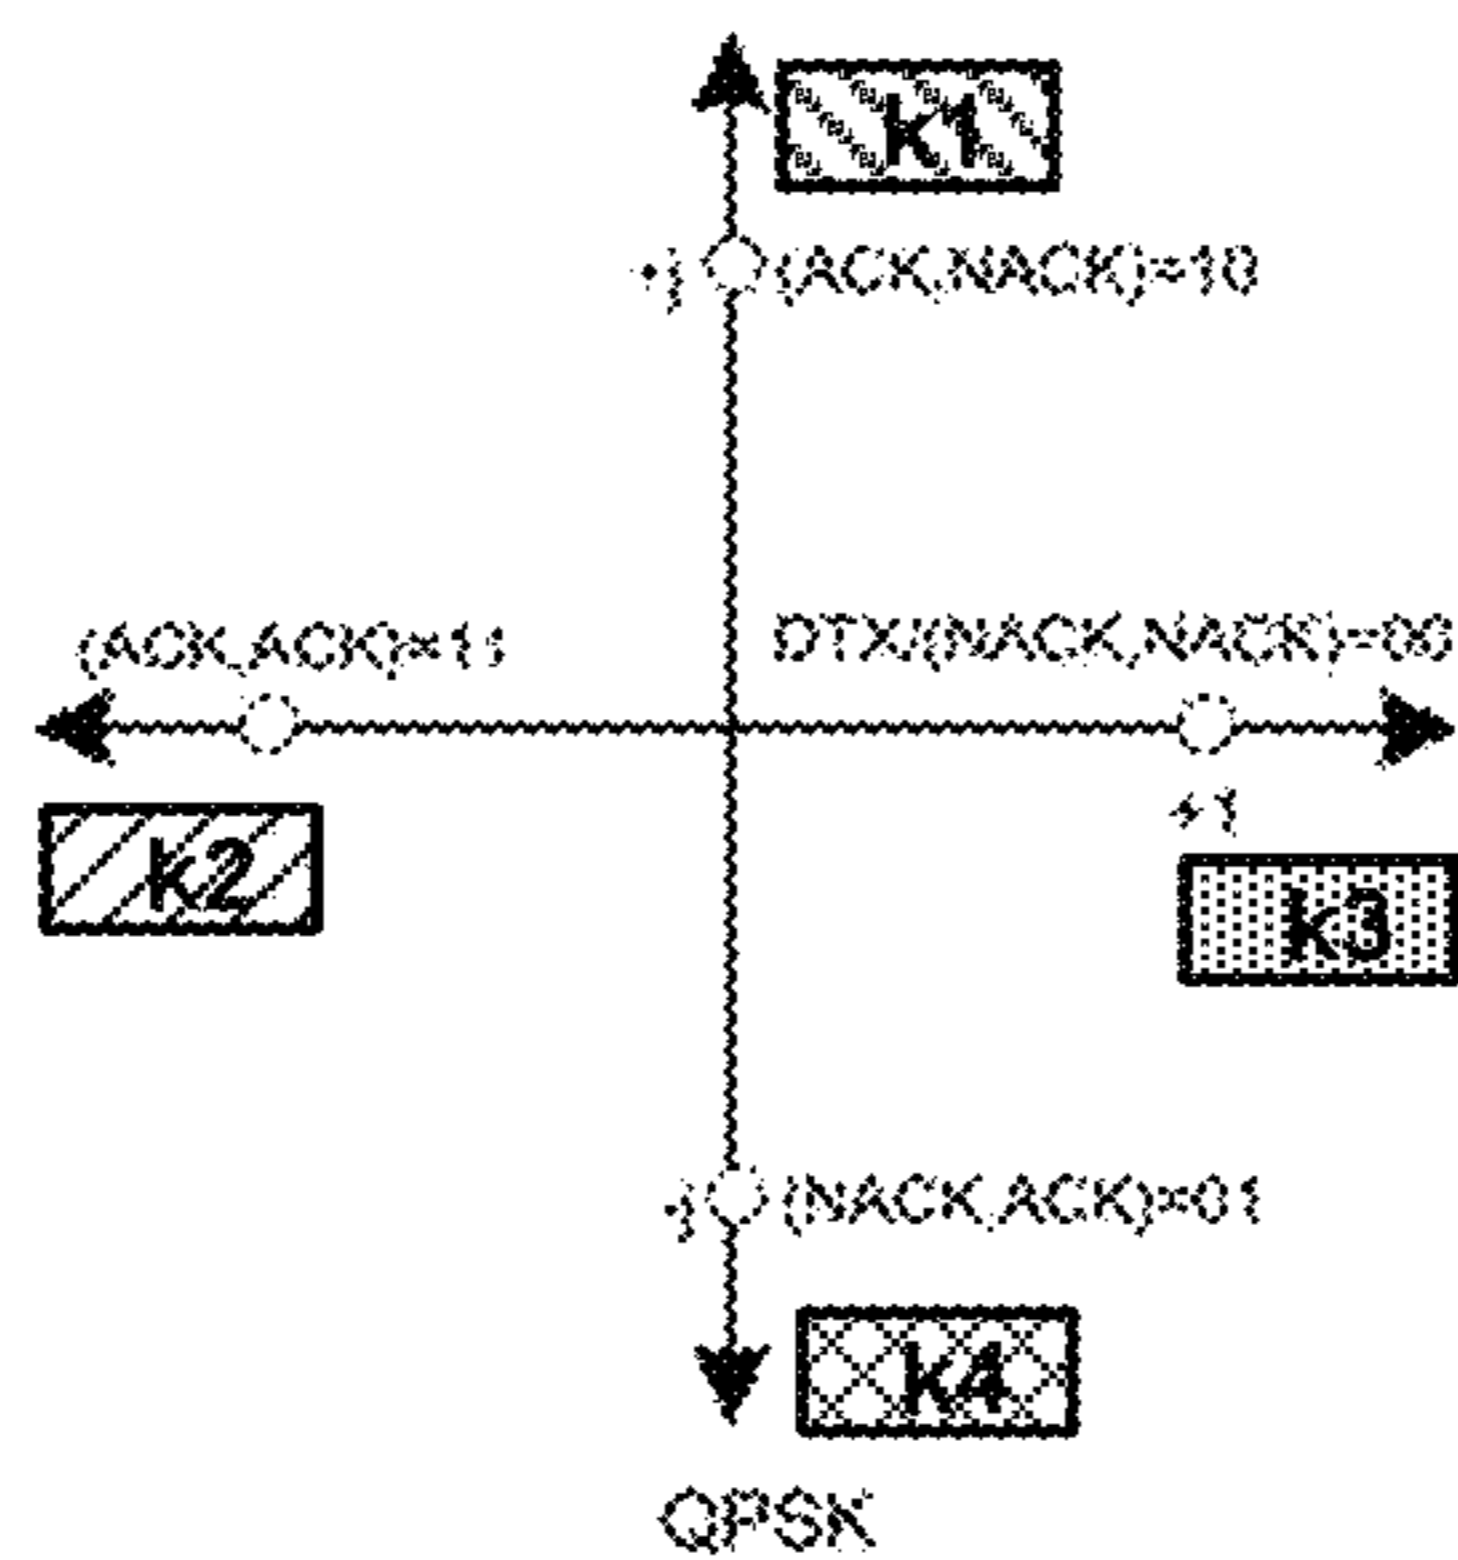 k1
+j (ACK,NACK)=10
(ACK,ACK)=11
DTX/(NACK,NACK)=00
k2
+1
k3
-j (NACK,ACK)=01
k4
QPSK